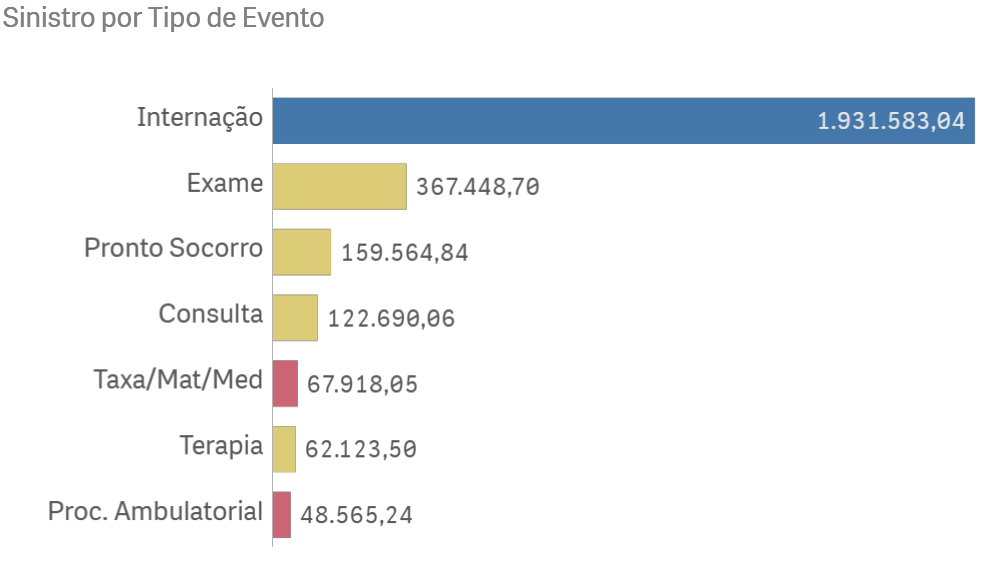 Sinistro por Tipo de Evento
Internação 1.931.583,04
Exame 367.448,70
Pronto Socorro 159.564,84
Consulta 122.690,06
Taxa/Mat/Med 67.918,05
Terapia 62.123,50
Proc. Ambulatorial 48.565,24